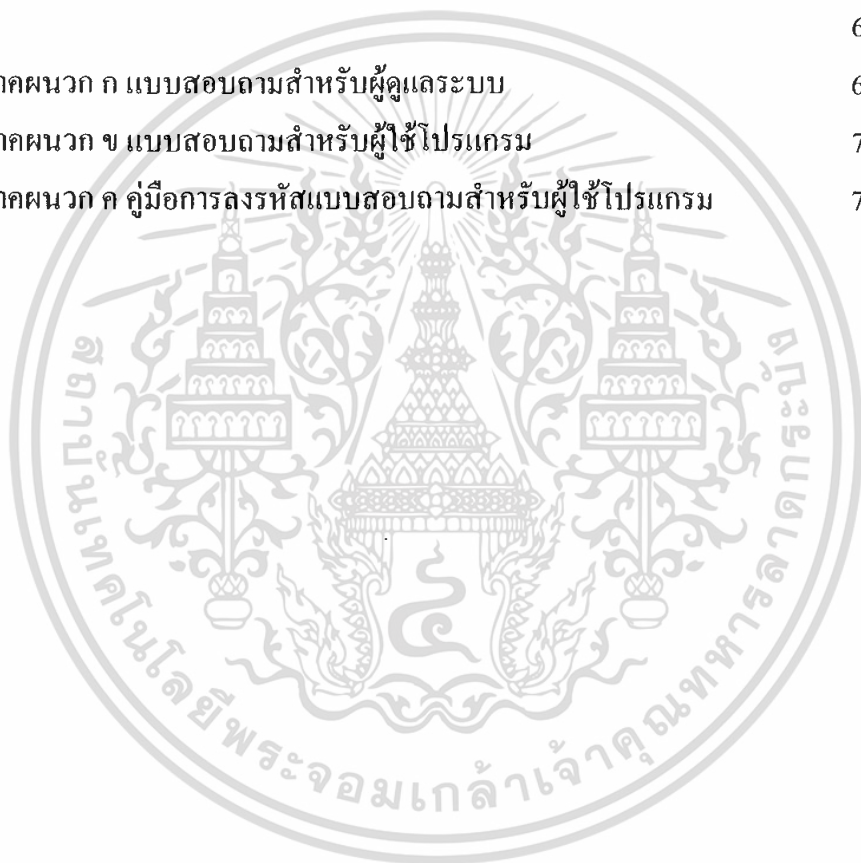 6
าคผนวก ก แบบสอบถามสำหรับผู้ดูแลระบบ 6
าคผนวก ข แบบสอบถามสำหรับผู้ใช้โปรแกรม 7
าคผนวก ค คู่มือการลงรหัสแบบสอบถามสำหรับผู้ใช้โปรแกรม 7
สถาบันเทคโนโลยีพระจอมเกล้าเจ้าคุณทหารลาดกระบัง